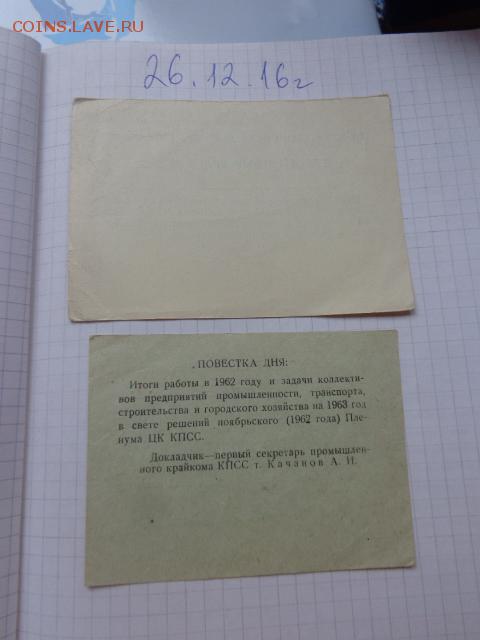 COINS.LAVE.RU
26.12.16г
ПОВЕСТКА ДНЯ:
Итоги работы в 1962 году и задачи коллекти-
вов предприятий промышленности, транспорта,
строительства и городского хозяйства на 1963 год
в свете решений ноябрьского (1962 года) Пле-
нума ЦК КПСС.
Докладчик—первый секретарь промышлен-
ного крайкома КПСС т. Качанов А. И.